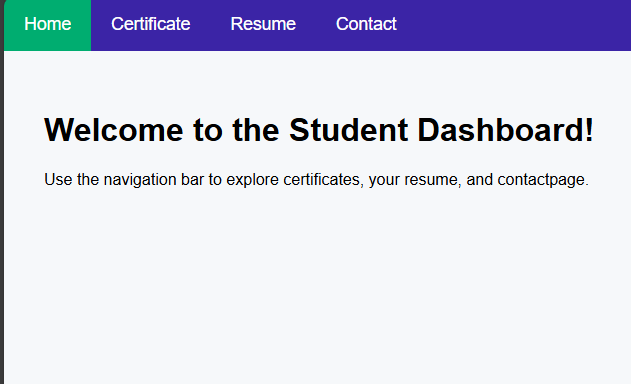 Home Certificate Resume Contact
Welcome to the Student Dashboard!
Use the navigation bar to explore certificates, your resume, and contactpage.